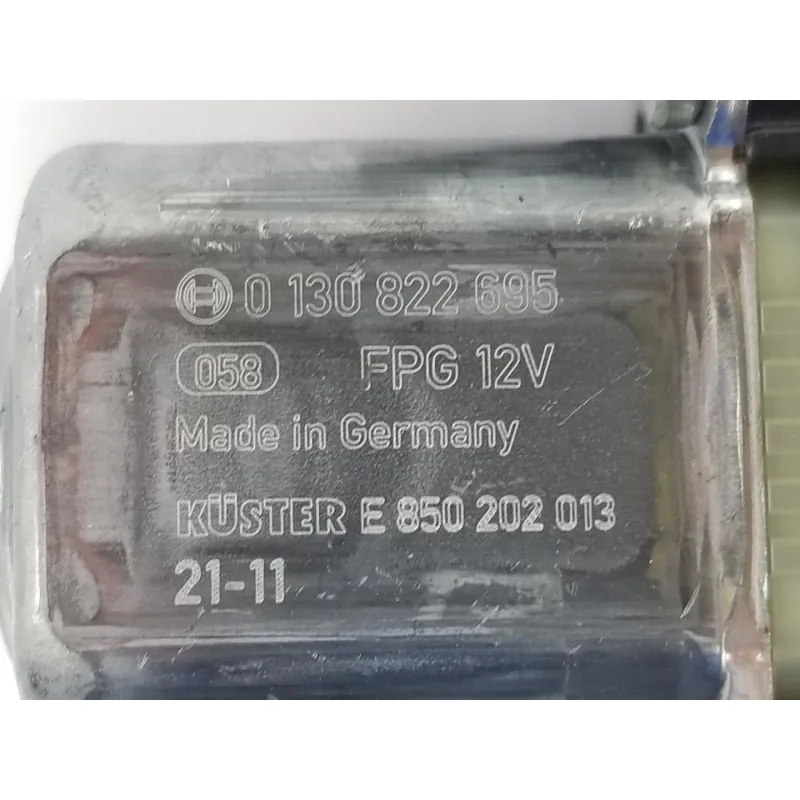 0 130 822 695
058 FPG 12V
Made in Germany
KÜSTER E 850 202 013
21-11